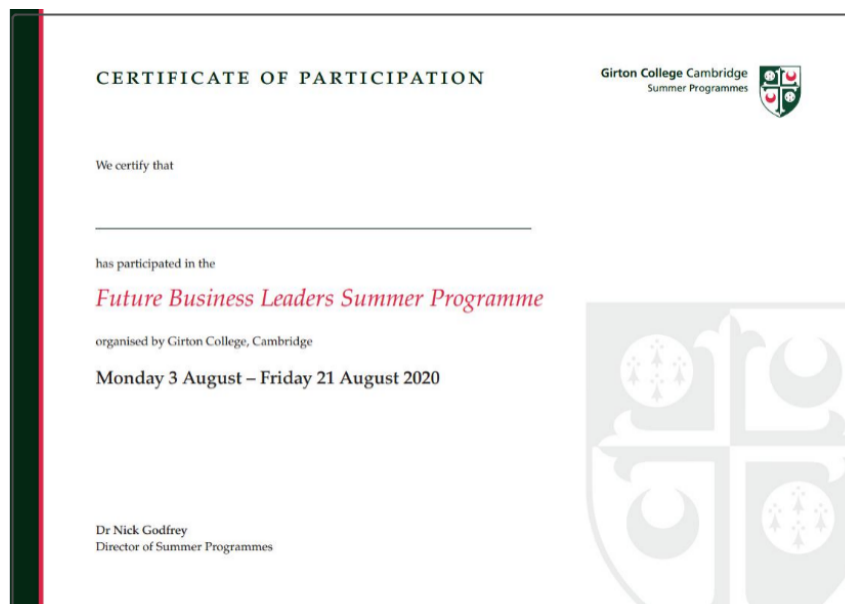 CERTIFICATE OF PARTICIPATION
Girton College Cambridge
Summer Programmes
We certify that
has participated in the
Future Business Leaders Summer Programme
organised by Girton College, Cambridge
Monday 3 August – Friday 21 August 2020
Dr Nick Godfrey
Director of Summer Programmes